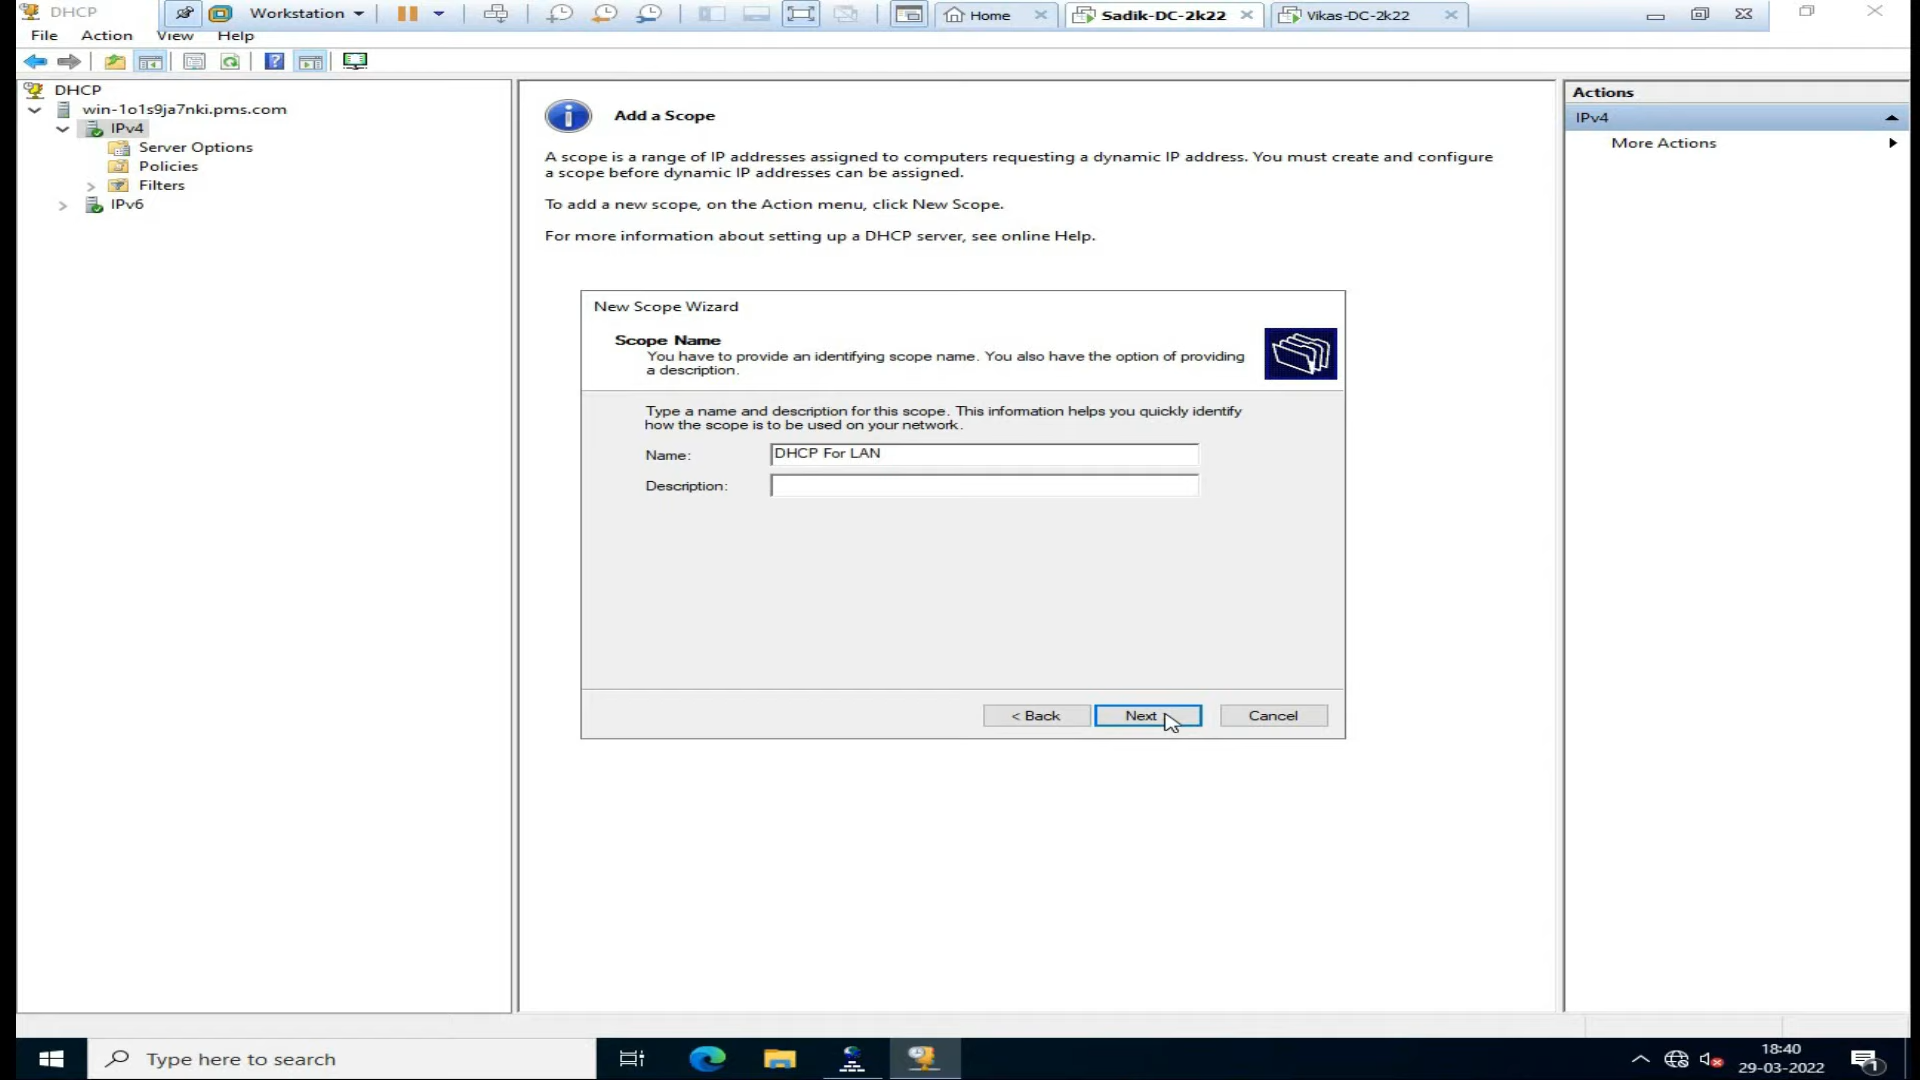 DHCP
Workstation
Home
Sadik-DC-2k22
Vikas-DC-2k22
File Action View Help
DHCP
win-1o1s9ja7nki.pms.com
IPv4
Server Options
Policies
Filters
IPv6
Add a Scope
A scope is a range of IP addresses assigned to computers requesting a dynamic IP address. You must create and configure
a scope before dynamic IP addresses can be assigned.
To add a new scope, on the Action menu, click New Scope.
For more information about setting up a DHCP server, see online Help.
New Scope Wizard
Scope Name
You have to provide an identifying scope name. You also have the option of providing
a description.
Type a name and description for this scope. This information helps you quickly identify
how the scope is to be used on your network.
Name: DHCP For LAN
Description:
< Back Next Cancel
Actions
IPv4
More Actions
Type here to search
18:40
29-03-2022
1